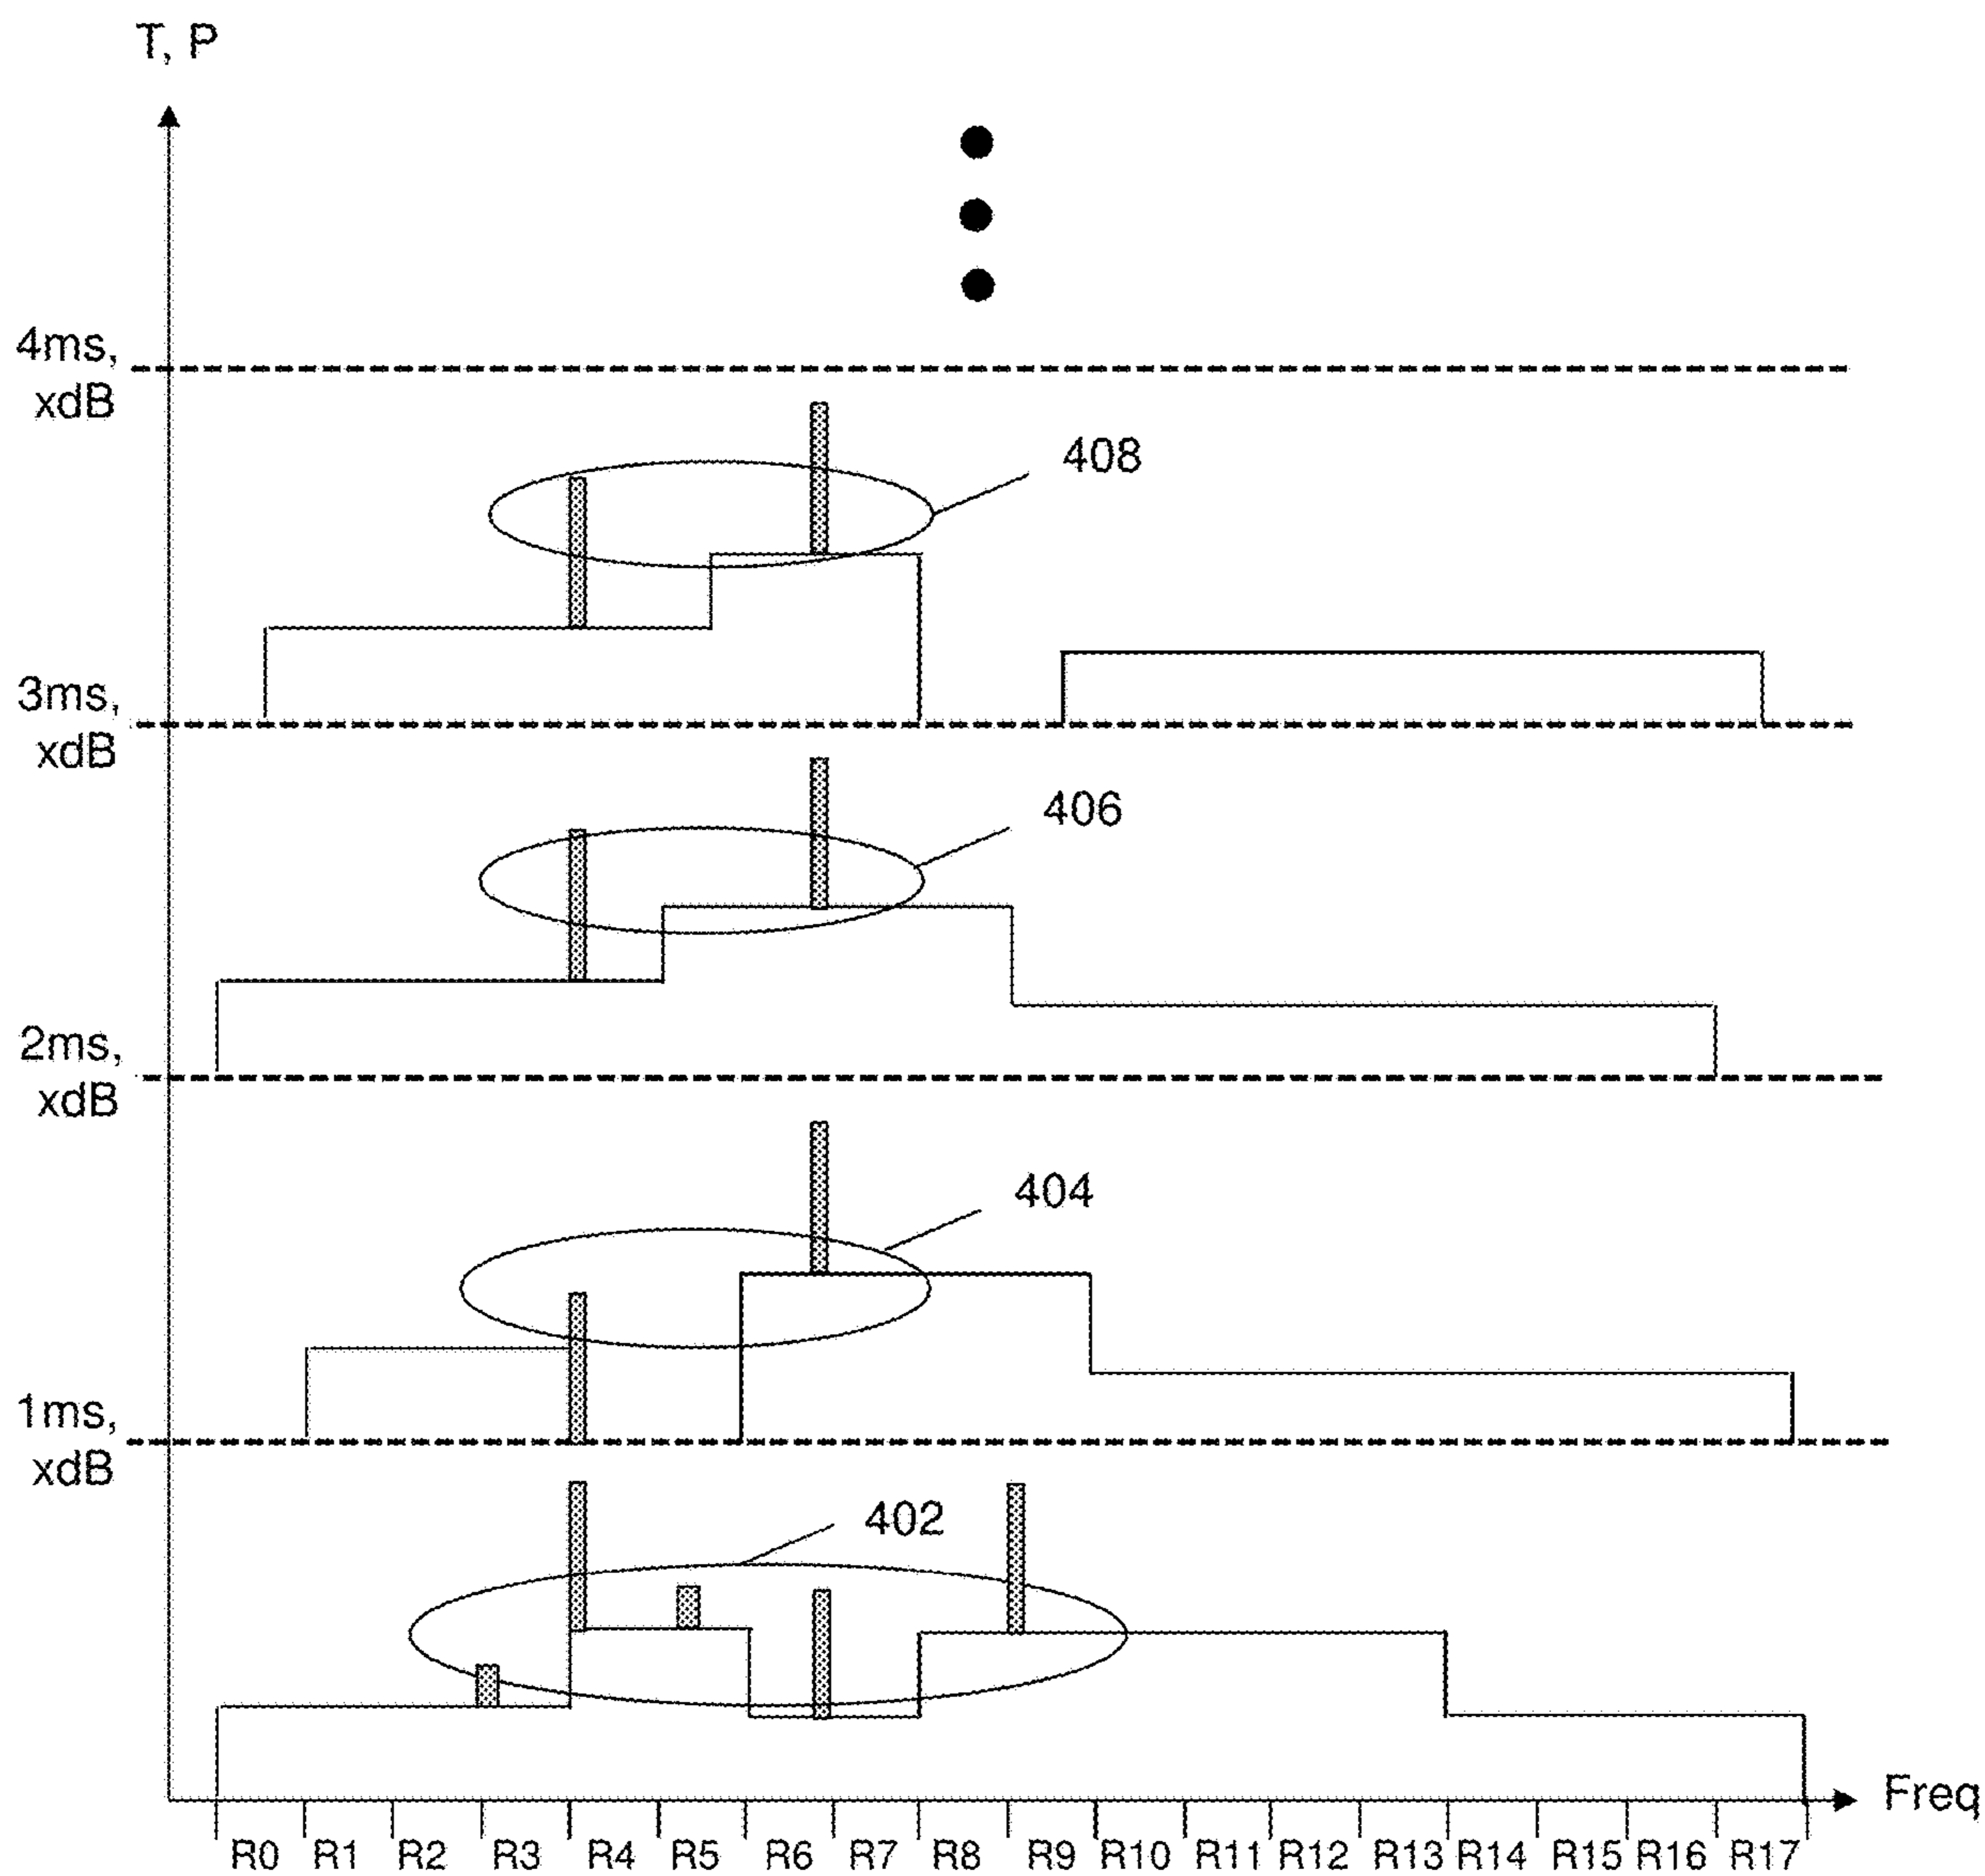 T, P
4ms,
xdB
408
3ms,
xdB
406
2ms,
xdB
404
1ms,
xdB
402
Freq
R0 R1 R2 R3 R4 R5 R6 R7 R8 R9 R10 R11 R12 R13 R14 R15 R16 R17